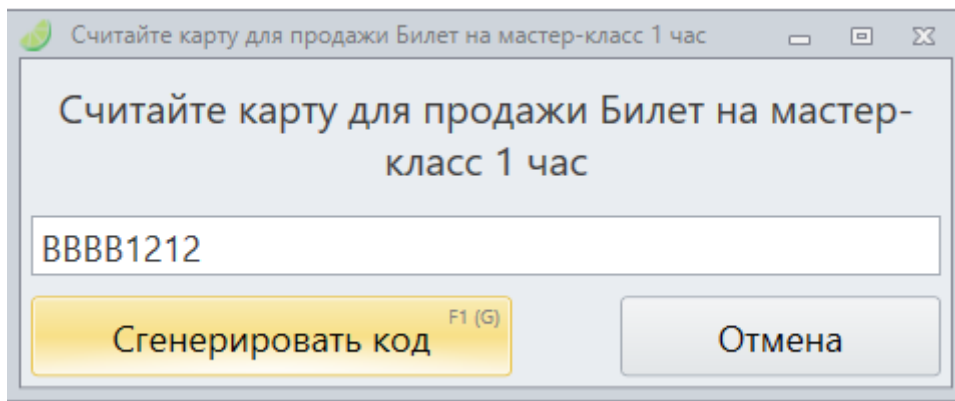 Считайте карту для продажи Билет на мастер-класс 1 час
Считайте карту для продажи Билет на мастер-
класс 1 час
BBBB1212
Сгенерировать код F1 (G)
Отмена